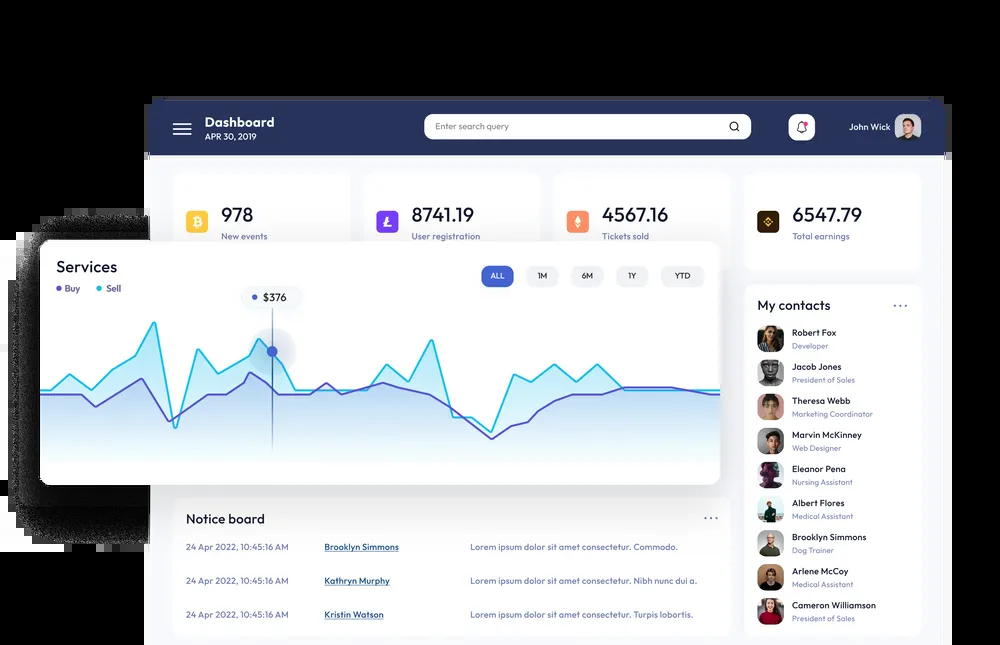 Dashboard
APR 30, 2019
Enter search query
John Wick
978
New events
8741.19
User registration
4567.16
Tickets sold
6547.79
Total earnings
Services
Buy
Sell
ALL
1M
6M
1Y
YTD
$376
My contacts
Robert Fox
Developer
Jacob Jones
President of Sales
Theresa Webb
Marketing Coordinator
Marvin McKinney
Web Designer
Eleanor Pena
Nursing Assistant
Albert Flores
Medical Assistant
Brooklyn Simmons
Dog Trainer
Arlene McCoy
Medical Assistant
Cameron Williamson
President of Sales
Notice board
24 Apr 2022, 10:45:16 AM Brooklyn Simmons Lorem ipsum dolor sit amet consectetur. Commodo.
24 Apr 2022, 10:45:16 AM Kathryn Murphy Lorem ipsum dolor sit amet consectetur. Nibh nunc dui a.
24 Apr 2022, 10:45:16 AM Kristin Watson Lorem ipsum dolor sit amet consectetur. Turpis lobortis.